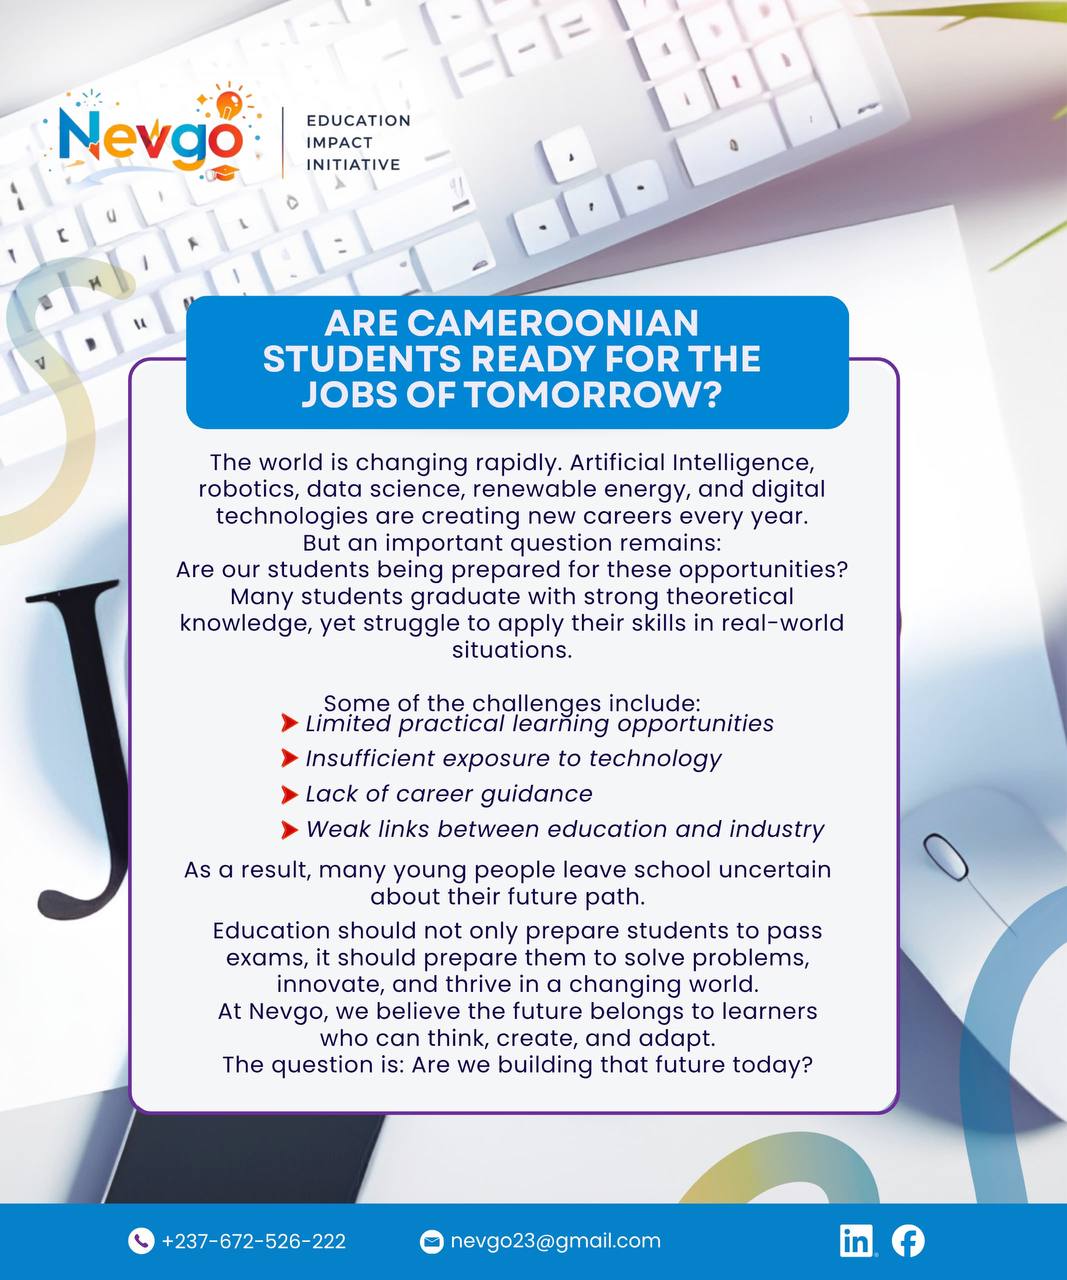 Nevgo
EDUCATION
IMPACT
INITIATIVE
ARE CAMEROONIAN
STUDENTS READY FOR THE
JOBS OF TOMORROW?
The world is changing rapidly. Artificial Intelligence,
robotics, data science, renewable energy, and digital
technologies are creating new careers every year.
But an important question remains:
Are our students being prepared for these opportunities?
Many students graduate with strong theoretical
knowledge, yet struggle to apply their skills in real-world
situations.
Some of the challenges include:
Limited practical learning opportunities
Insufficient exposure to technology
Lack of career guidance
Weak links between education and industry
As a result, many young people leave school uncertain
about their future path.
Education should not only prepare students to pass
exams, it should prepare them to solve problems,
innovate, and thrive in a changing world.
At Nevgo, we believe the future belongs to learners
who can think, create, and adapt.
The question is: Are we building that future today?
+237-672-526-222
nevgo23@gmail.com
in